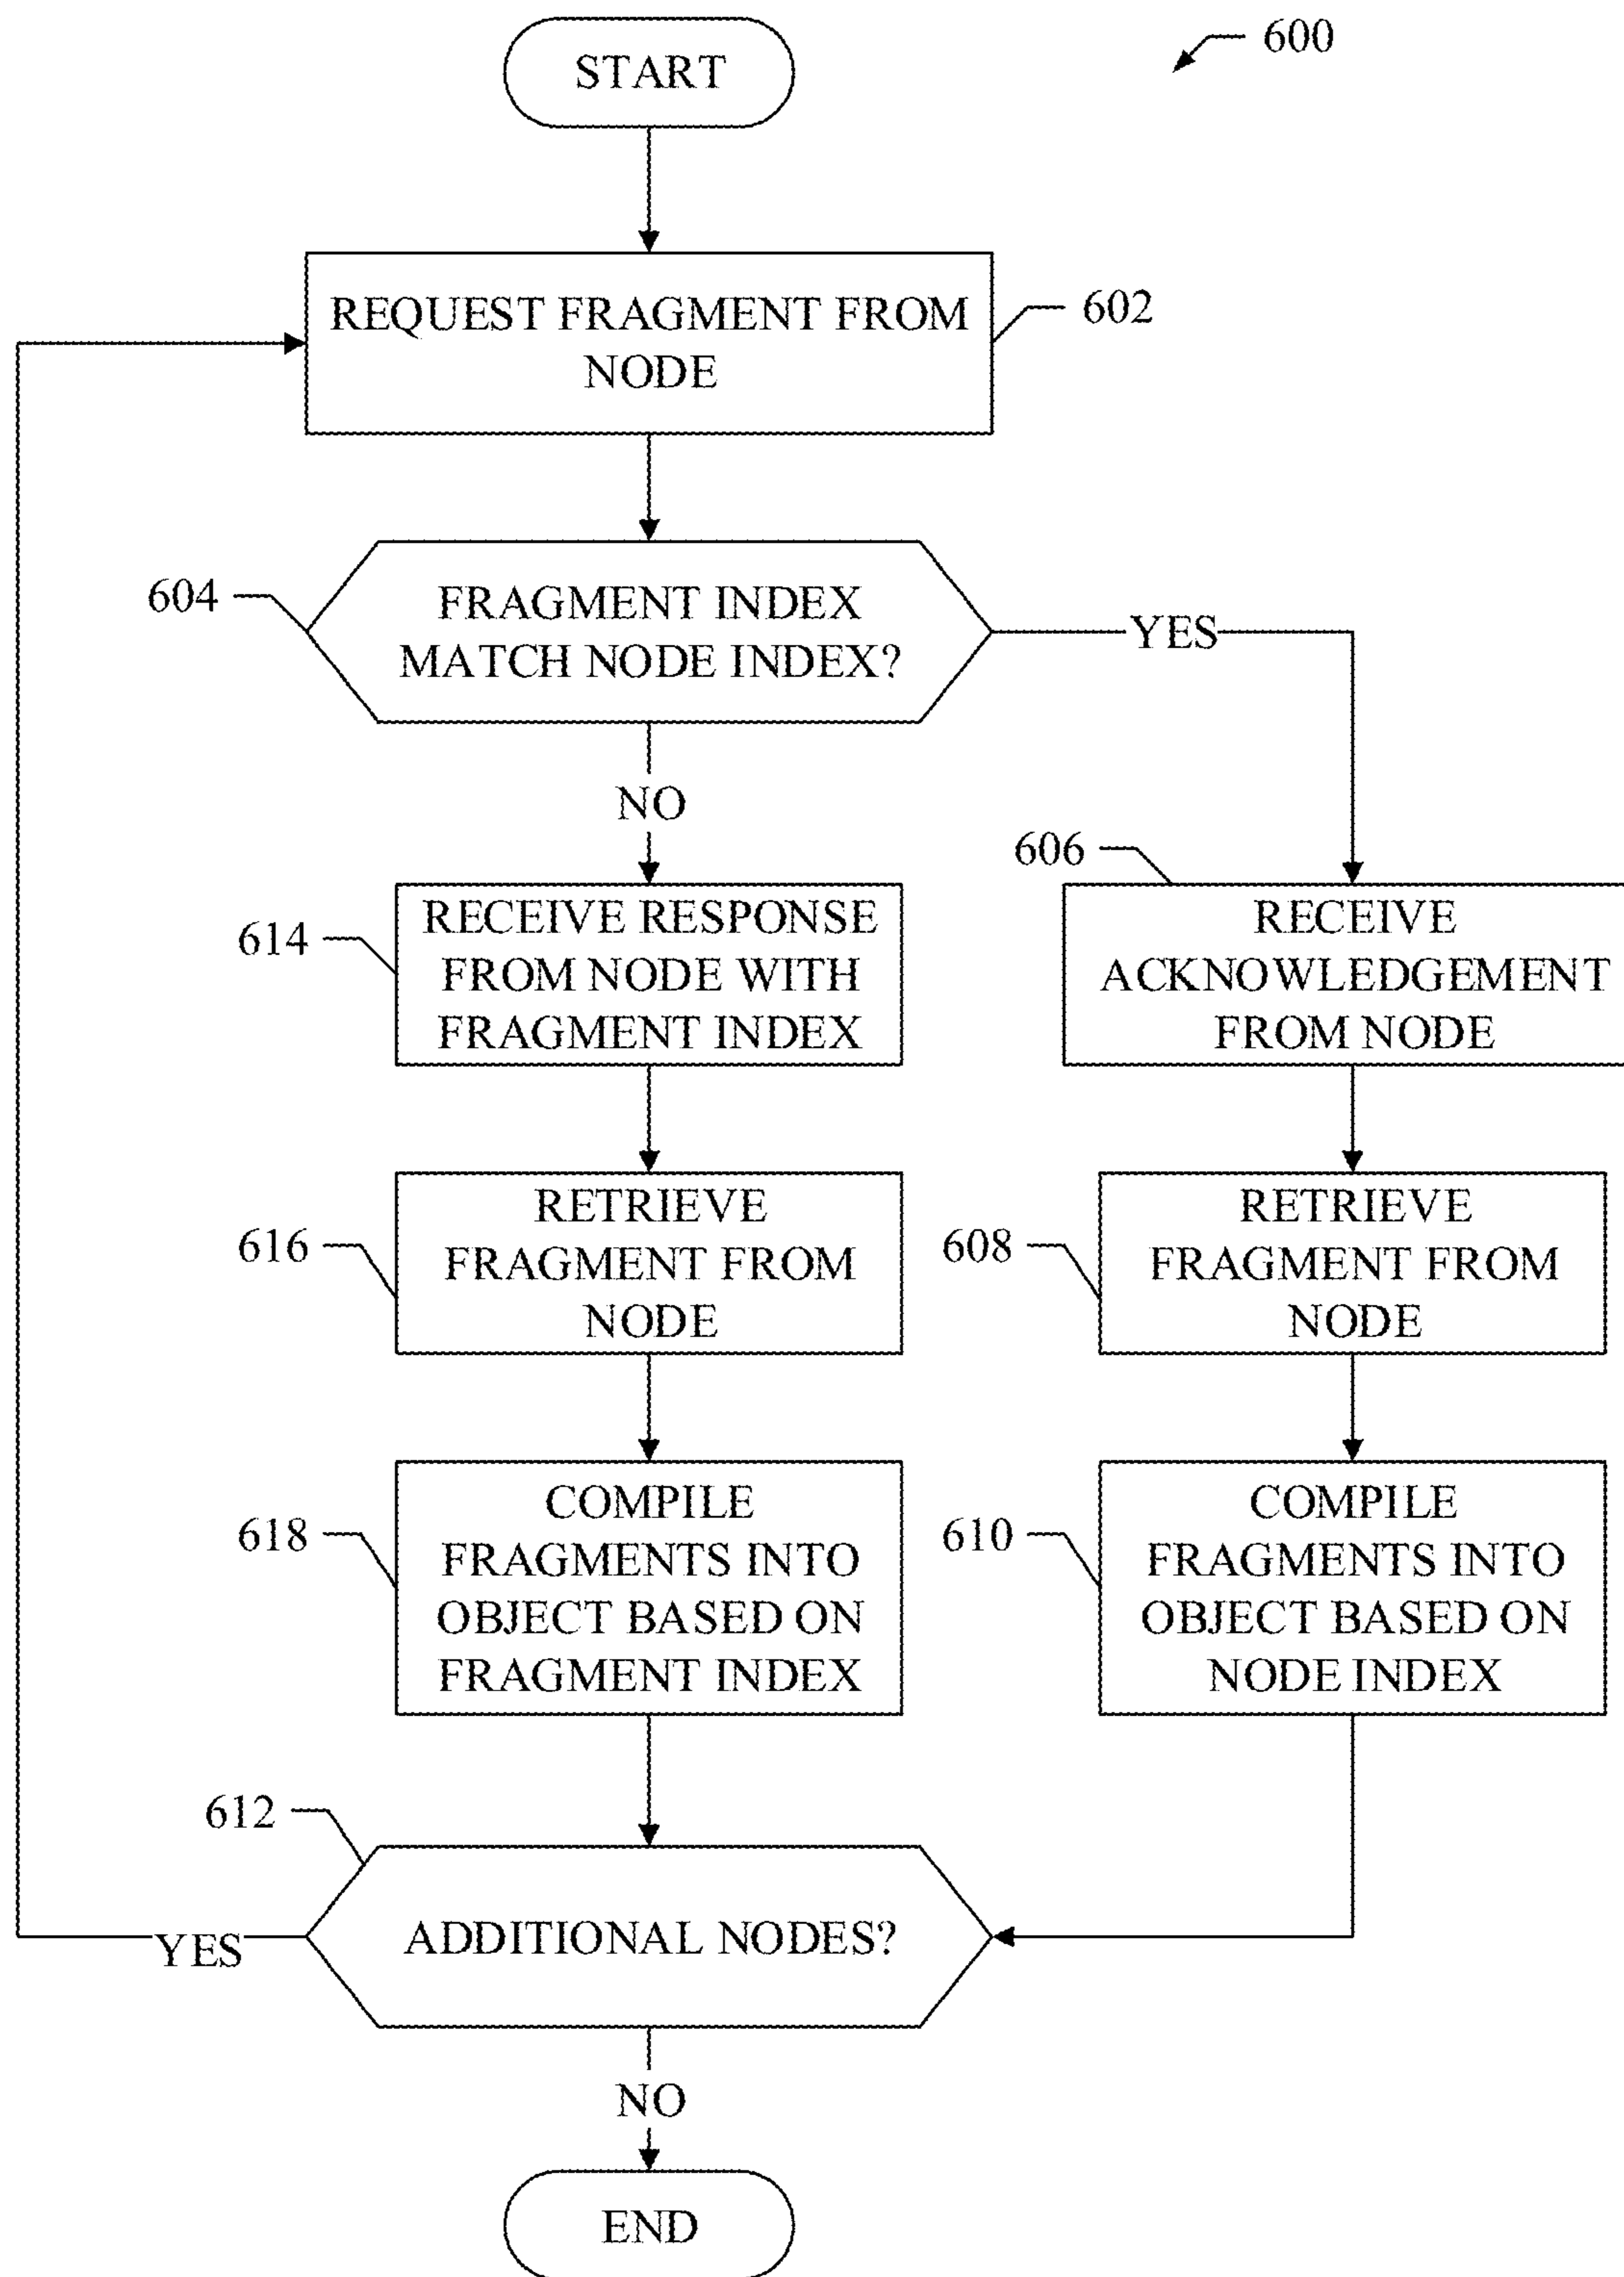 600
START
REQUEST FRAGMENT FROM
NODE
602
604
FRAGMENT INDEX
MATCH NODE INDEX?
YES
NO
606
614
RECEIVE RESPONSE
FROM NODE WITH
FRAGMENT INDEX
RECEIVE
ACKNOWLEDGEMENT
FROM NODE
616
RETRIEVE
FRAGMENT FROM
NODE
608
RETRIEVE
FRAGMENT FROM
NODE
618
COMPILE
FRAGMENTS INTO
OBJECT BASED ON
FRAGMENT INDEX
610
COMPILE
FRAGMENTS INTO
OBJECT BASED ON
NODE INDEX
612
ADDITIONAL NODES?
YES
NO
END